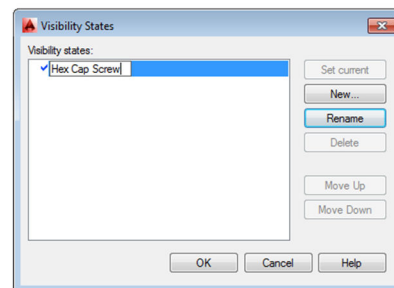 Visibility States
Visibility states:
Hex Cap Screw
Set current
New...
Rename
Delete
Move Up
Move Down
OK
Cancel
Help